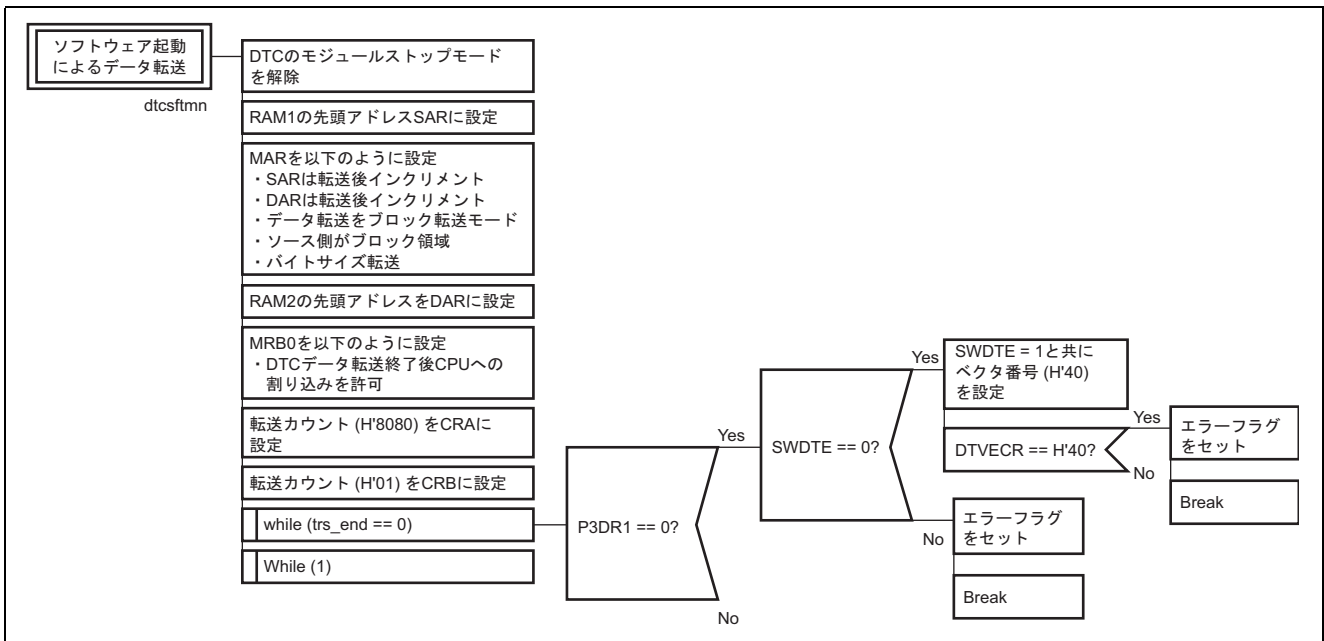 ソフトウェア起動
によるデータ転送
dtcsftmn
DTCのモジュールストップモード
を解除
RAM1の先頭アドレスSARに設定
MARを以下のように設定
・SARは転送後インクリメント
・DARは転送後インクリメント
・データ転送をブロック転送モード
・ソース側がブロック領域
・バイトサイズ転送
RAM2の先頭アドレスをDARに設定
MRB0を以下のように設定
・DTCデータ転送終了後CPUへの
割り込みを許可
転送カウント (H'8080) をCRAに
設定
転送カウント (H'01) をCRBに設定
while (trs_end == 0)
While (1)
P3DR1 == 0?
Yes
No
SWDTE == 0?
Yes
No
SWDTE = 1と共に
ベクタ番号 (H'40)
を設定
DTVECR == H'40?
Yes
No
エラーフラグ
をセット
Break
エラーフラグ
をセット
Break